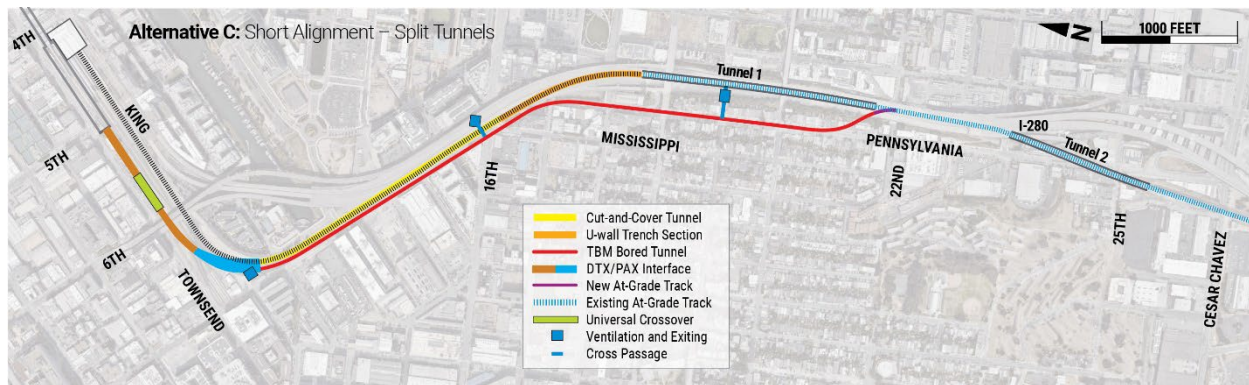 Alternative C: Short Alignment – Split Tunnels
N
1000 FEET
4TH
KING
5TH
6TH
TOWNSEND
16TH
Tunnel 1
MISSISSIPPI
PENNSYLVANIA
22ND
I-280
Tunnel 2
25TH
CESAR CHAVEZ
Cut-and-Cover Tunnel
U-wall Trench Section
TBM Bored Tunnel
DTX/PAX Interface
New At-Grade Track
Existing At-Grade Track
Universal Crossover
Ventilation and Exiting
Cross Passage